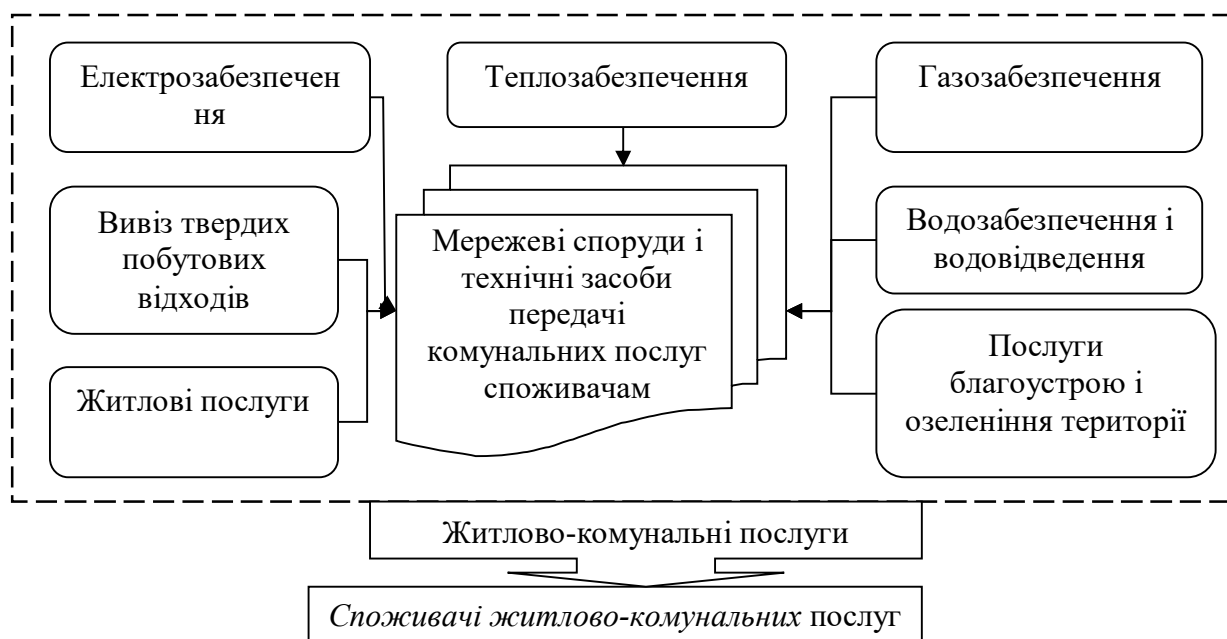 Електрозабезпечен
ня
Теплозабезпечення
Газозабезпечення
Вивіз твердих
побутових
відходів
Мережеві споруди і
технічні засоби
передачі
комунальних послуг
споживачам
Водозабезпечення і
водовідведення
Житлові послуги
Послуги
благоустрою і
озеленіння території
Житлово-комунальні послуги
Споживачі житлово-комунальних послуг